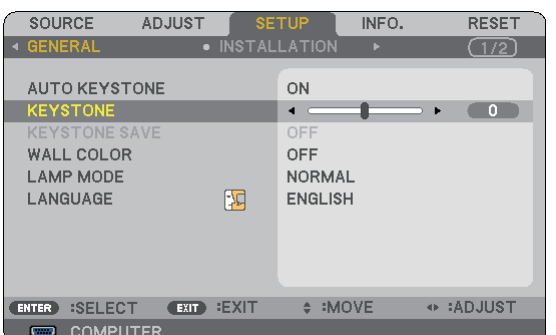 SOURCE ADJUST SETUP INFO. RESET
GENERAL • INSTALLATION 1/2
AUTO KEYSTONE ON
KEYSTONE 0
KEYSTONE SAVE OFF
WALL COLOR OFF
LAMP MODE NORMAL
LANGUAGE ENGLISH
ENTER :SELECT EXIT :EXIT :MOVE :ADJUST
COMPUTER